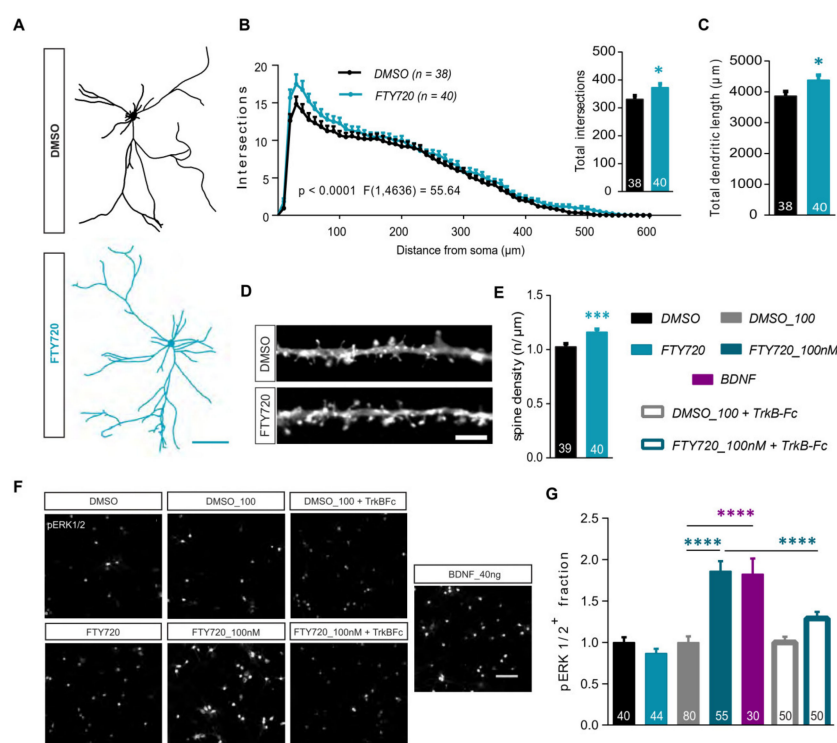 A
DMSO
FTY720
B
Intersections
20
15
10
5
0
DMSO (n = 38)
FTY720 (n = 40)
p < 0.0001 F(1,4636) = 55.64
100
200
300
400
500
600
Distance from soma (µm)
Total intersections
500
400
300
200
100
0
*
38
40
C
Total dendritic length (µm)
5000
4000
3000
2000
1000
0
*
38
40
D
DMSO
FTY720
E
spine density (n/µm)
1.5
1.0
0.5
0.0
***
39
40
DMSO
DMSO_100
FTY720
FTY720_100nM
BDNF
DMSO_100 + TrkB-Fc
FTY720_100nM + TrkB-Fc
F
DMSO
DMSO_100
DMSO_100 + TrkBFc
pERK1/2
BDNF_40ng
FTY720
FTY720_100nM
FTY720_100nM + TrkBFc
G
pERK 1/2+ fraction
2.5
2.0
1.5
1.0
0.5
0.0
****
****
****
40
44
80
55
30
50
50